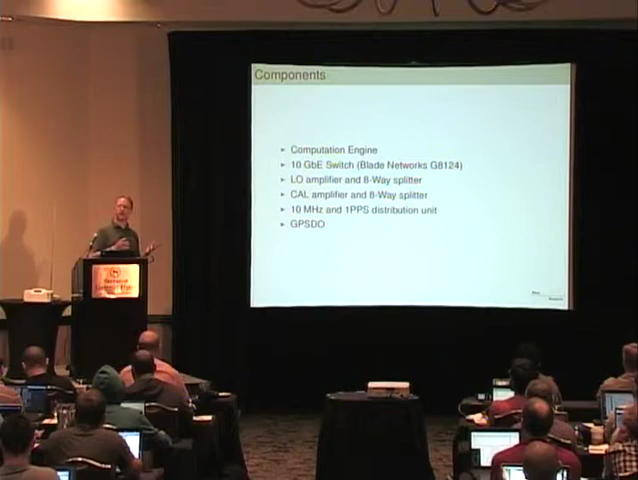 Components
Computation Engine
10 GbE Switch (Blade Networks G8124)
LO amplifier and 8-Way splitter
CAL amplifier and 8-Way splitter
10 MHz and 1PPS distribution unit
GPSDO